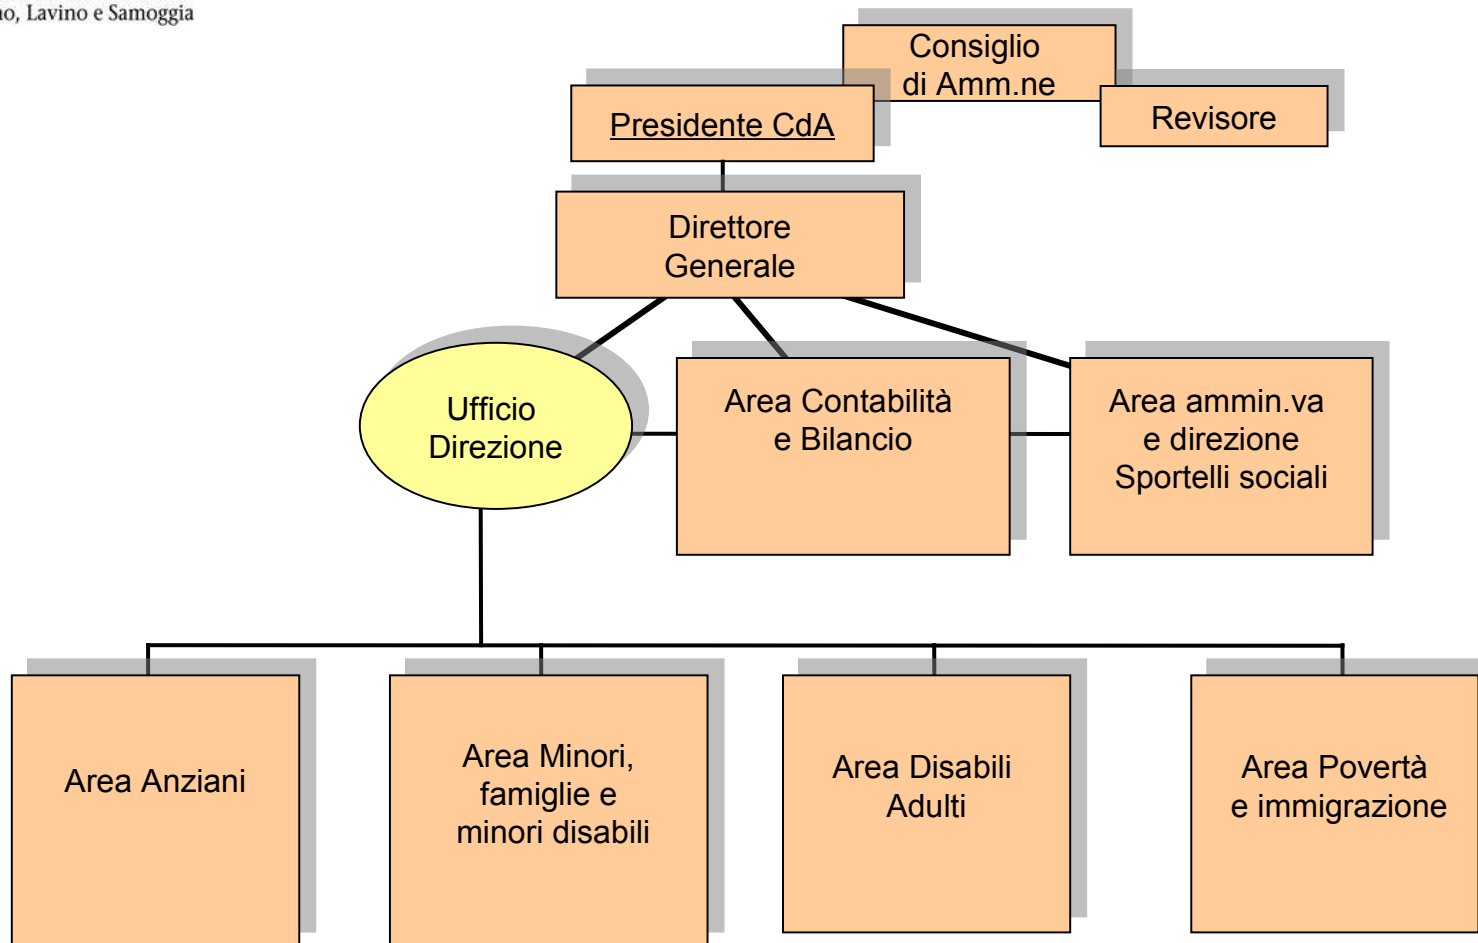 Lavino e Samoggia
Consiglio
di Amm.ne
Presidente CdA
Revisore
Direttore
Generale
Ufficio
Direzione
Area Contabilità
e Bilancio
Area ammin.va
e direzione
Sportelli sociali
Area Anziani
Area Minori,
famiglie e
minori disabili
Area Disabili
Adulti
Area Povertà
e immigrazione